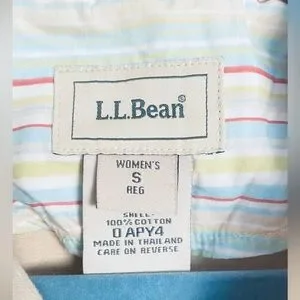 L.L.Bean®
WOMEN'S
S
REG
SHELL
100% COTTON
0 APY4
MADE IN THAILAND
CARE ON REVERSE